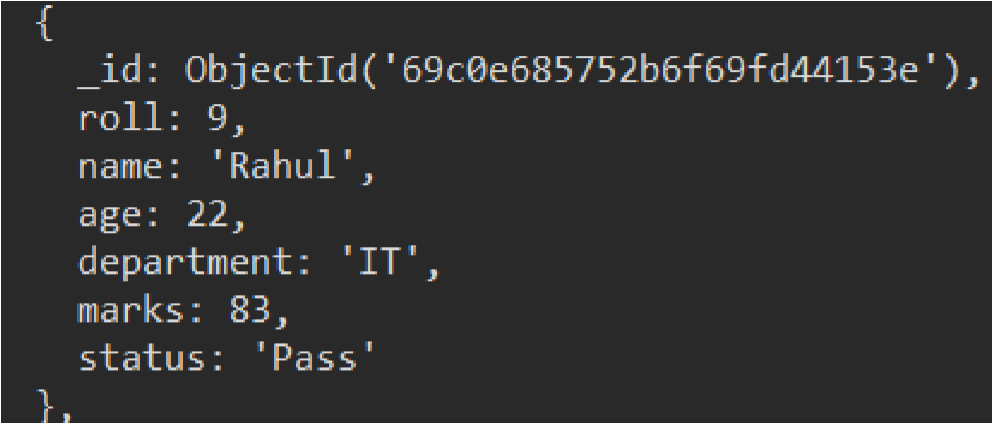 {
_id: ObjectId('69c0e685752b6f69fd44153e'),
roll: 9,
name: 'Rahul',
age: 22,
department: 'IT',
marks: 83,
status: 'Pass'
},